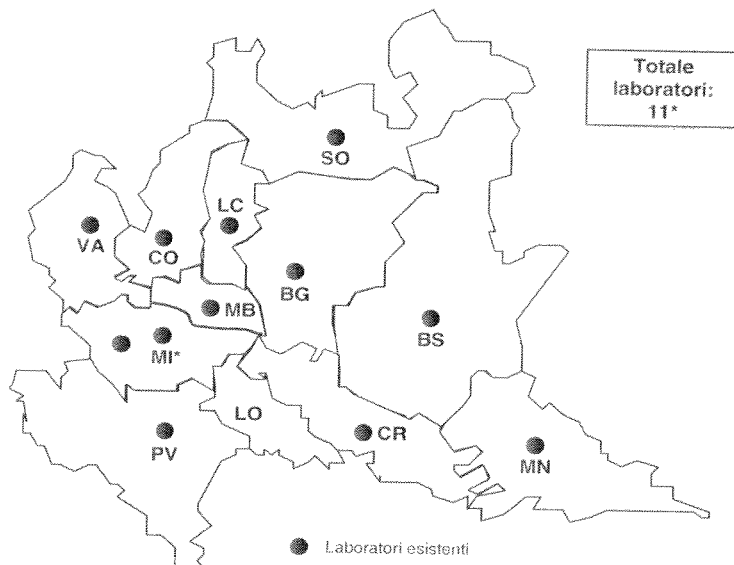 Totale
laboratori:
11*
SO
LC
VA
CO
BG
MB
BS
MI*
LO
CR
PV
MN
Laboratori esistenti